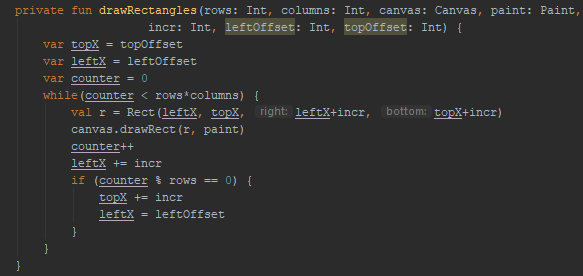 private fun drawRectangles(rows: Int, columns: Int, canvas: Canvas, paint: Paint,
incr: Int, leftOffset: Int, topOffset: Int) {
var topX = topOffset
var leftX = leftOffset
var counter = 0
while(counter < rows*columns) {
val r = Rect(leftX, topX, right: leftX+incr, bottom: topX+incr)
canvas.drawRect(r, paint)
counter++
leftX += incr
if (counter % rows == 0) {
topX += incr
leftX = leftOffset
}
}
}